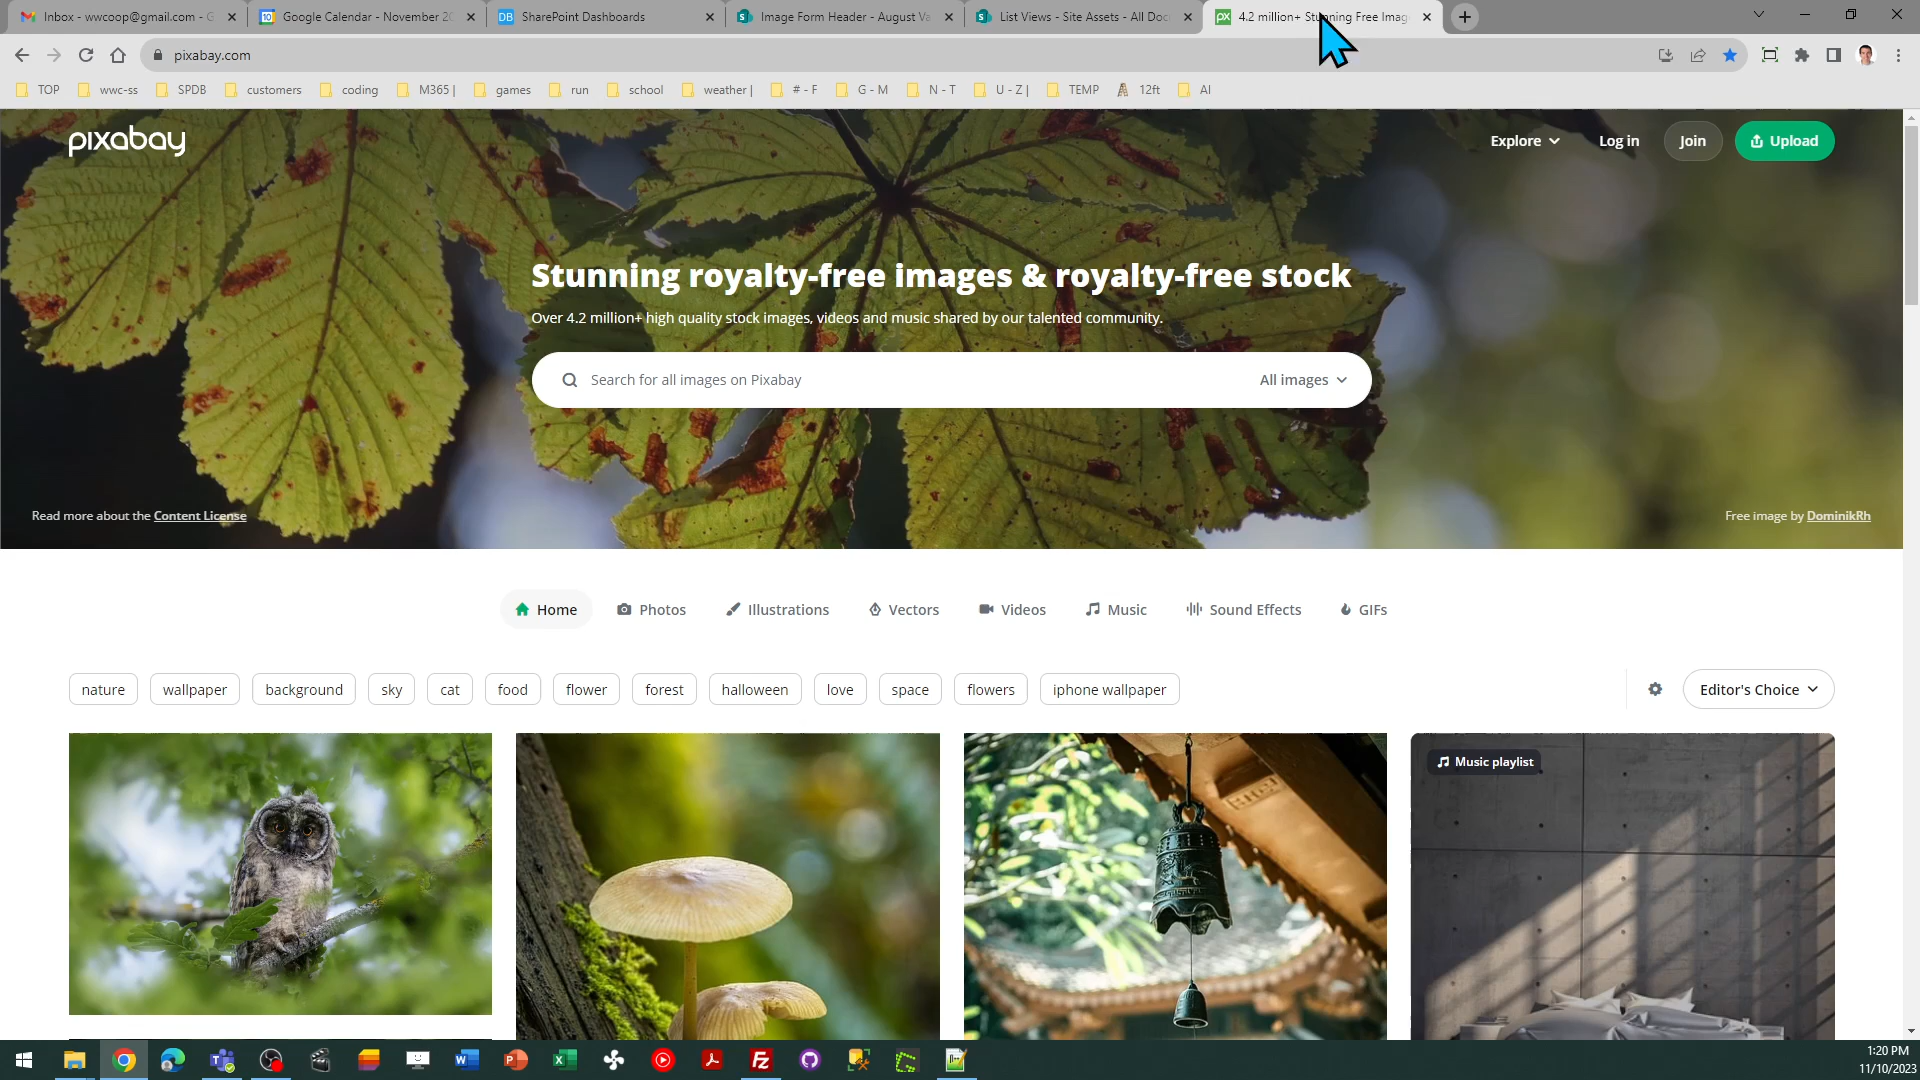 Inbox - wwcoop@gmail.com - G
Google Calendar - November 20
SharePoint Dashboards
Image Form Header - August Va
List Views - Site Assets - All Doc
4.2 million+ Stunning Free Imag
pixabay.com
TOP
wwc-ss
SPDB
customers
coding
M365 |
games
run
school
weather |
# - F
G - M
N - T
U - Z |
TEMP
12ft
AI
pixabay
Explore
Log in
Join
Upload
Stunning royalty-free images & royalty-free stock
Over 4.2 million+ high quality stock images, videos and music shared by our talented community.
Search for all images on Pixabay
All images
Read more about the Content License
Free image by DominikRh
Home
Photos
Illustrations
Vectors
Videos
Music
Sound Effects
GIFs
nature
wallpaper
background
sky
cat
food
flower
forest
halloween
love
space
flowers
iphone wallpaper
Editor's Choice
Music playlist
1:20 PM
11/10/2023